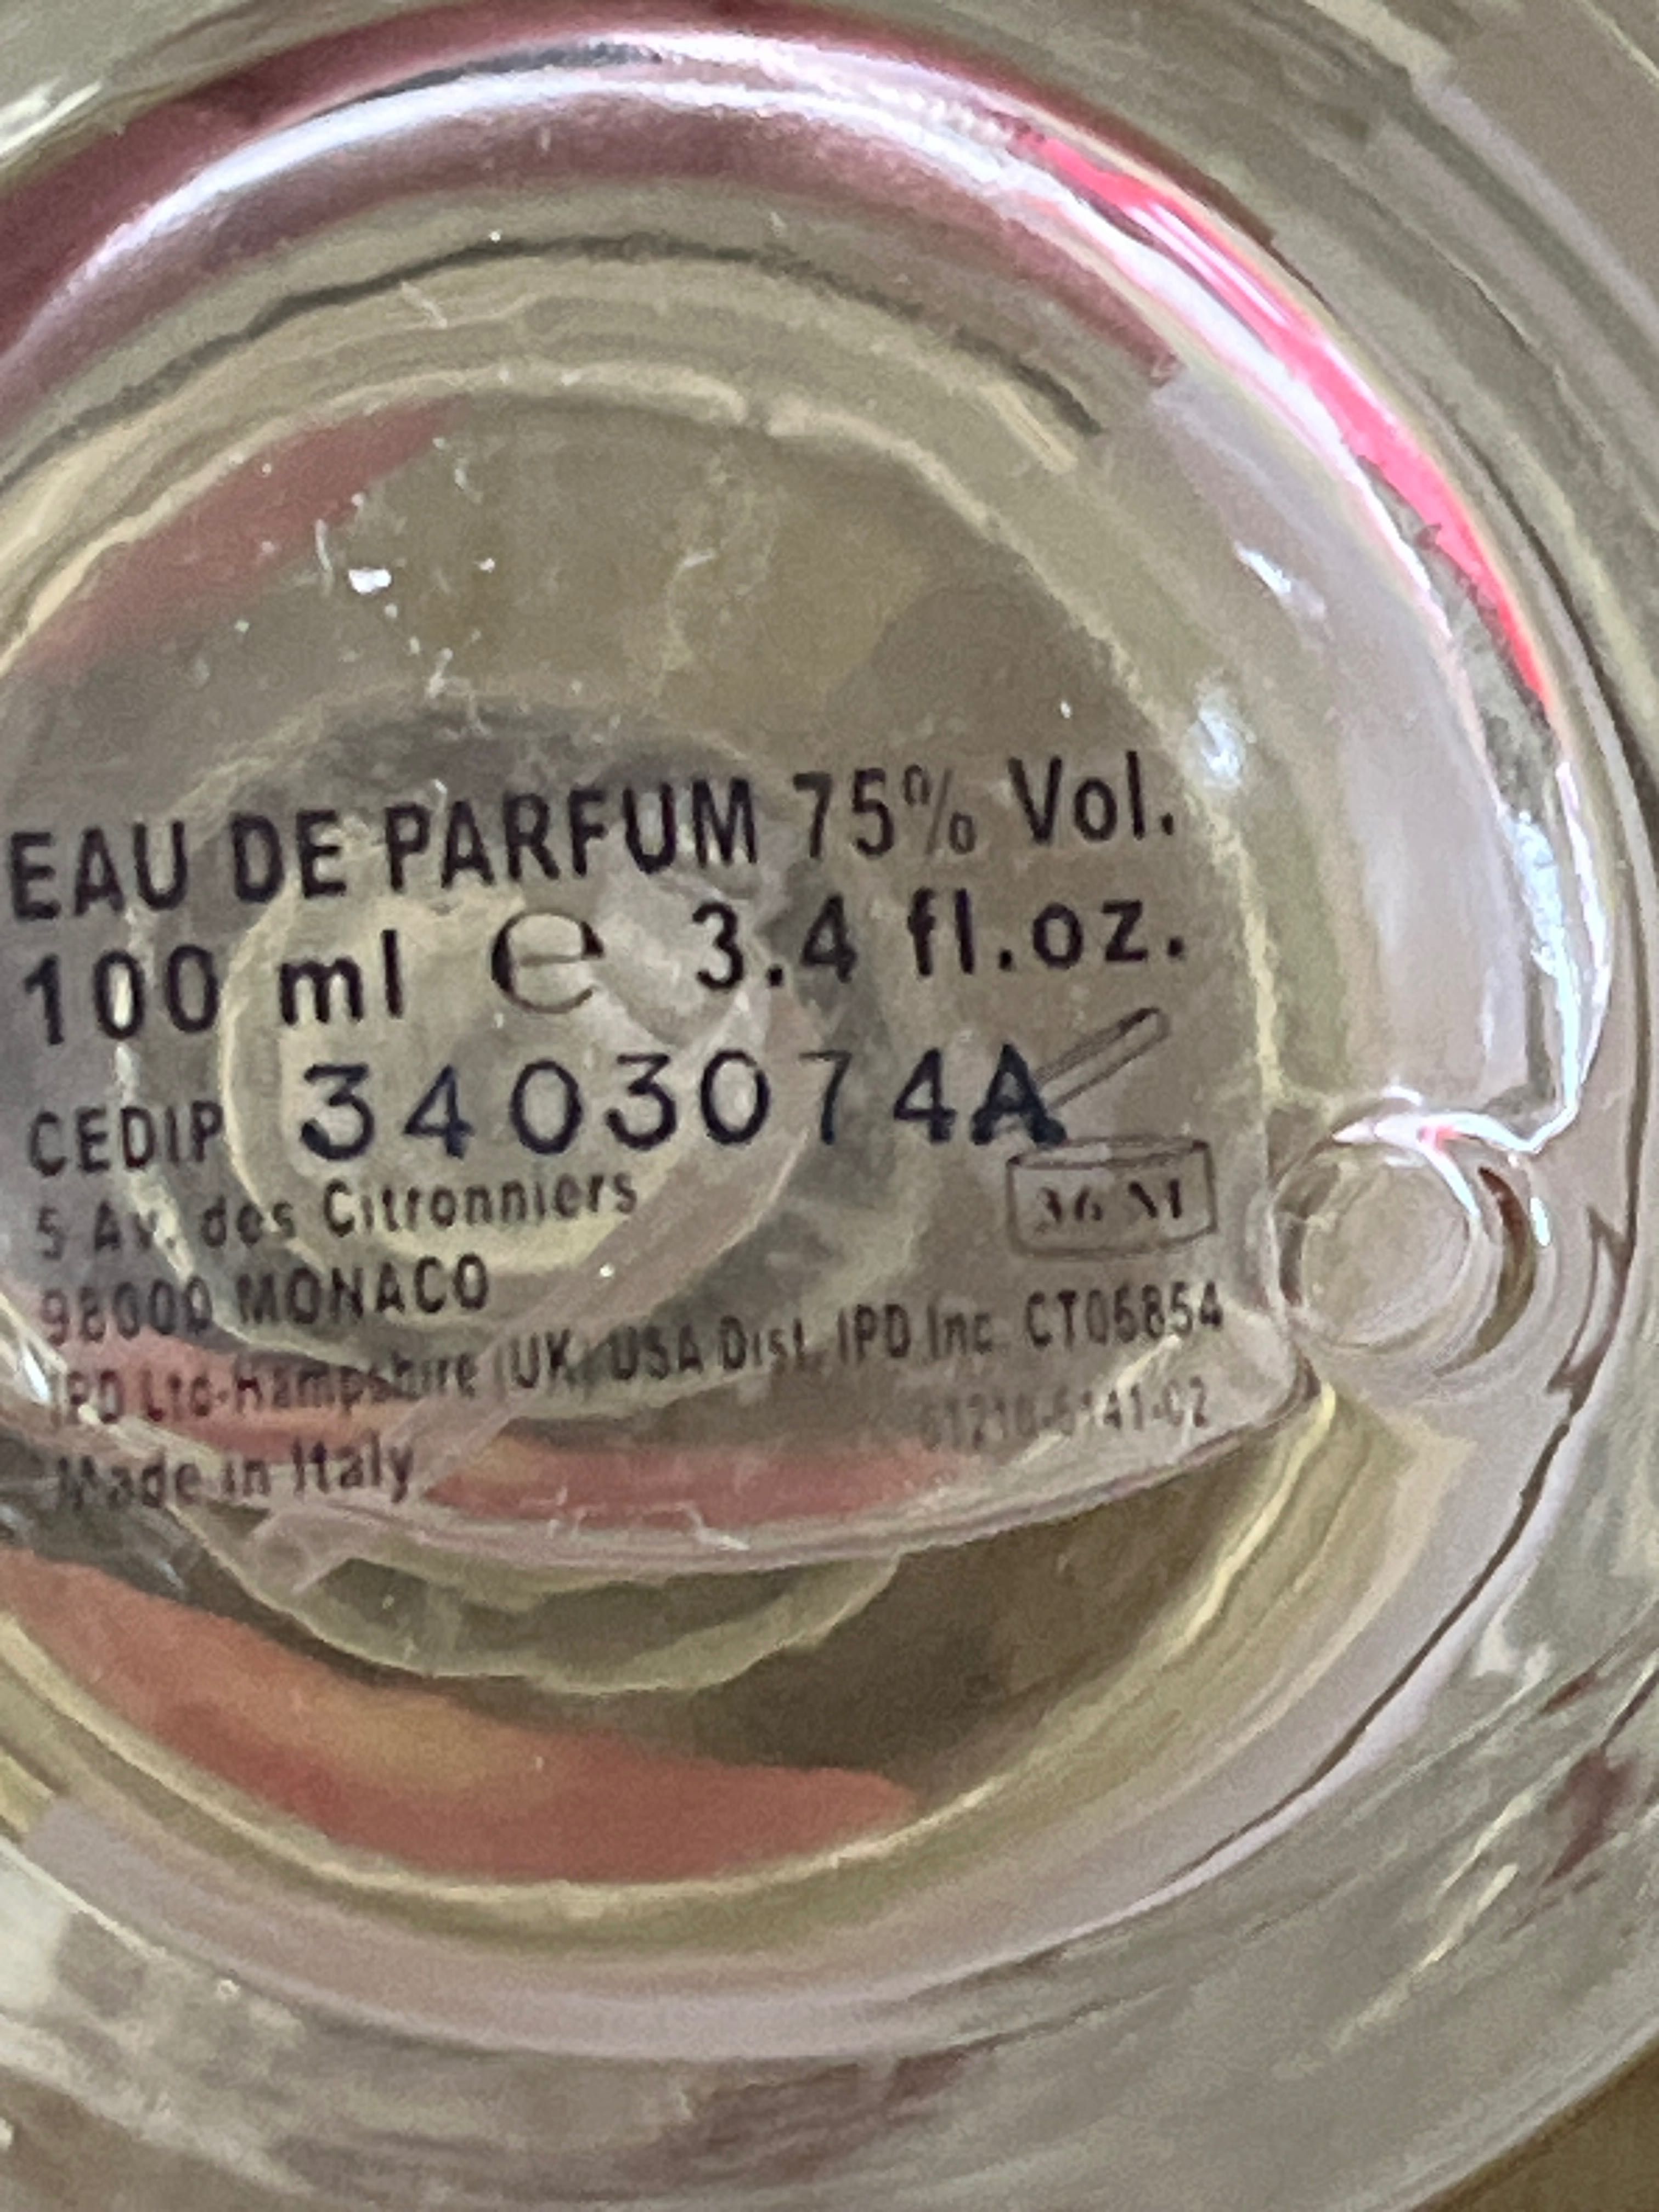 EAU DE PARFUM 75% Vol.
100 ml e 3.4 fl.oz.
CEDIP 3403074A
5 Av. des Citronniers
36 M
98000 MONACO
IPD Ltd-Hampshire (UK) USA Dist. IPD Inc. CT06854
Made in Italy